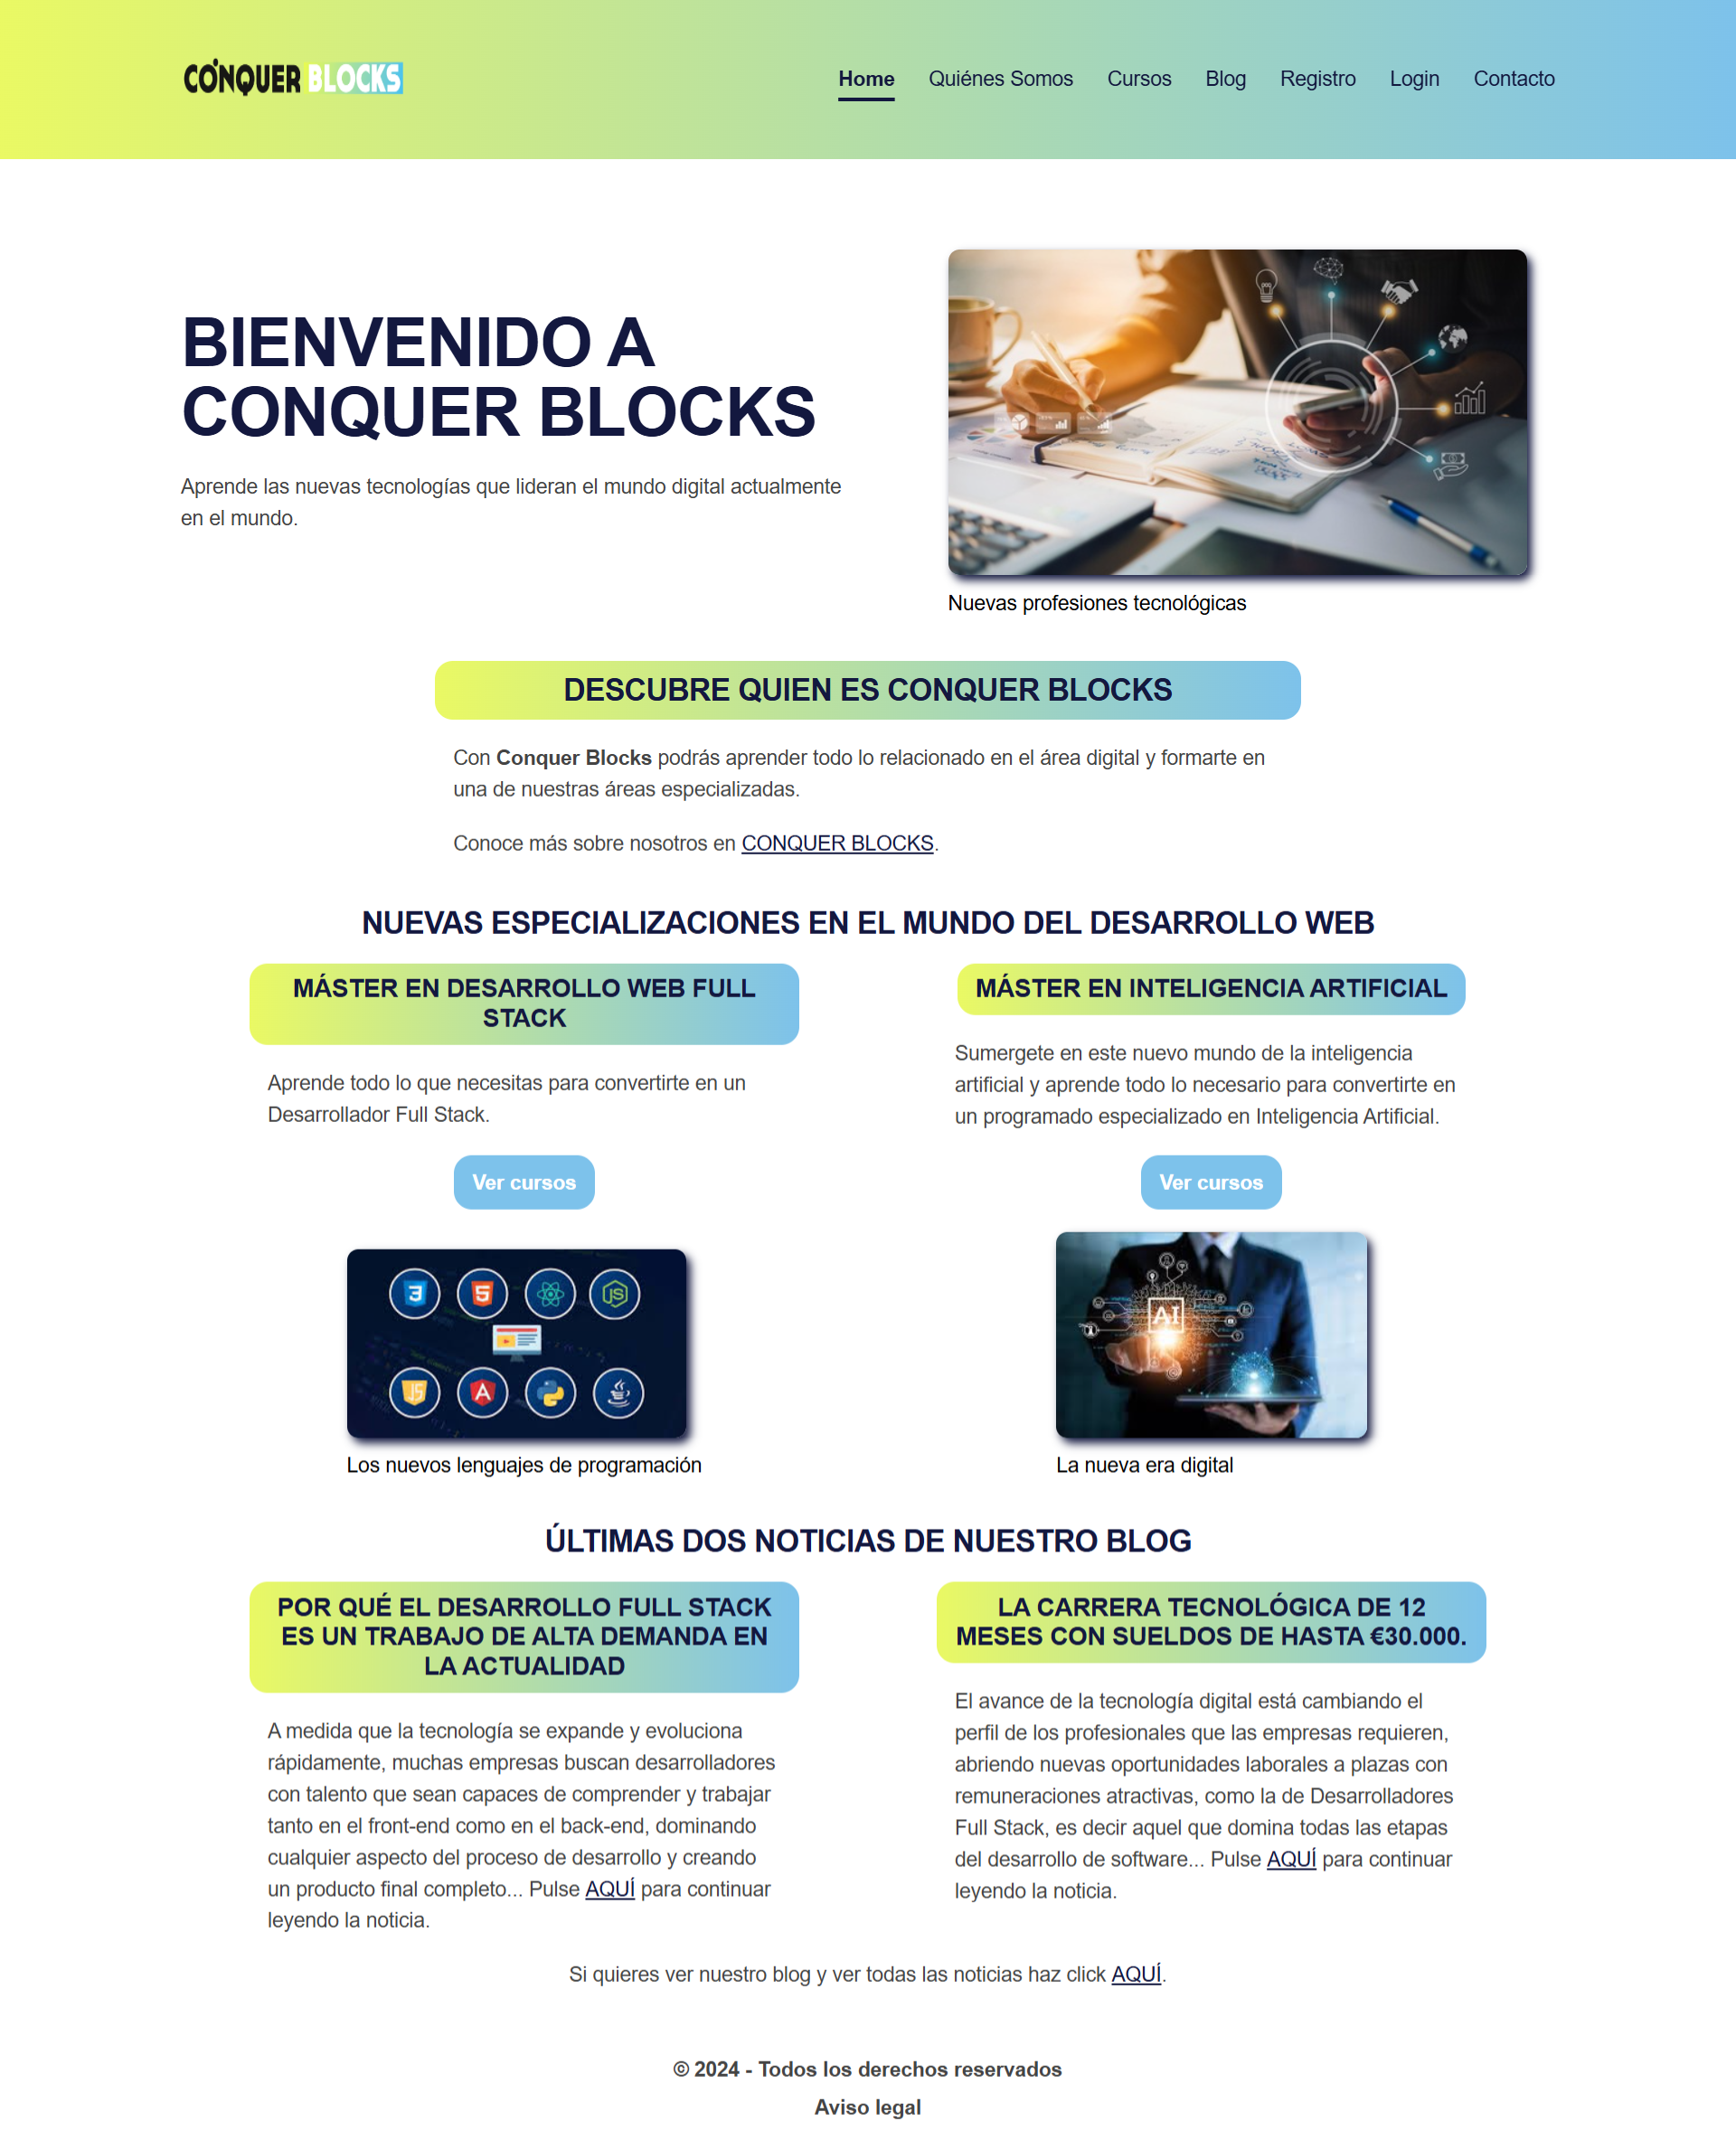 CONQUER BLOCKS
Home Quiénes Somos Cursos Blog Registro Login Contacto
BIENVENIDO A
CONQUER BLOCKS
Aprende las nuevas tecnologías que lideran el mundo digital actualmente
en el mundo.
Nuevas profesiones tecnológicas
DESCUBRE QUIEN ES CONQUER BLOCKS
Con Conquer Blocks podrás aprender todo lo relacionado en el área digital y formarte en
una de nuestras áreas especializadas.
Conoce más sobre nosotros en CONQUER BLOCKS.
NUEVAS ESPECIALIZACIONES EN EL MUNDO DEL DESARROLLO WEB
MÁSTER EN DESARROLLO WEB FULL
STACK
Aprende todo lo que necesitas para convertirte en un
Desarrollador Full Stack.
Ver cursos
3
5
JS
JS
A
Los nuevos lenguajes de programación
MÁSTER EN INTELIGENCIA ARTIFICIAL
Sumergete en este nuevo mundo de la inteligencia
artificial y aprende todo lo necesario para convertirte en
un programado especializado en Inteligencia Artificial.
Ver cursos
AI
La nueva era digital
ÚLTIMAS DOS NOTICIAS DE NUESTRO BLOG
POR QUÉ EL DESARROLLO FULL STACK
ES UN TRABAJO DE ALTA DEMANDA EN
LA ACTUALIDAD
A medida que la tecnología se expande y evoluciona
rápidamente, muchas empresas buscan desarrolladores
con talento que sean capaces de comprender y trabajar
tanto en el front-end como en el back-end, dominando
cualquier aspecto del proceso de desarrollo y creando
un producto final completo... Pulse AQUÍ para continuar
leyendo la noticia.
LA CARRERA TECNOLÓGICA DE 12
MESES CON SUELDOS DE HASTA €30.000.
El avance de la tecnología digital está cambiando el
perfil de los profesionales que las empresas requieren,
abriendo nuevas oportunidades laborales a plazas con
remuneraciones atractivas, como la de Desarrolladores
Full Stack, es decir aquel que domina todas las etapas
del desarrollo de software... Pulse AQUÍ para continuar
leyendo la noticia.
Si quieres ver nuestro blog y ver todas las noticias haz click AQUÍ.
© 2024 - Todos los derechos reservados
Aviso legal